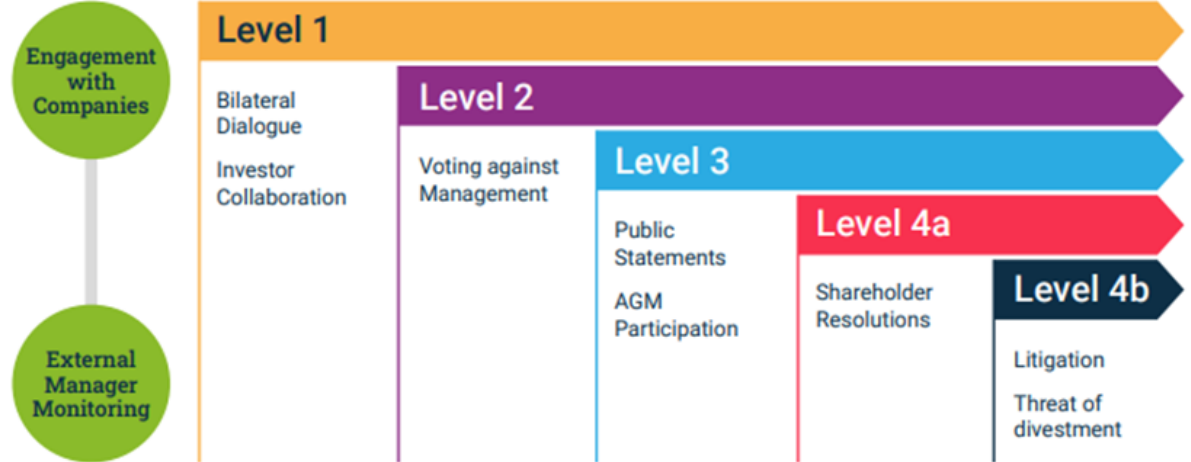 Engagement
with
Companies
External
Manager
Monitoring
Level 1
Bilateral
Dialogue
Investor
Collaboration
Level 2
Voting against
Management
Level 3
Public
Statements
AGM
Participation
Level 4a
Shareholder
Resolutions
Level 4b
Litigation
Threat of
divestment